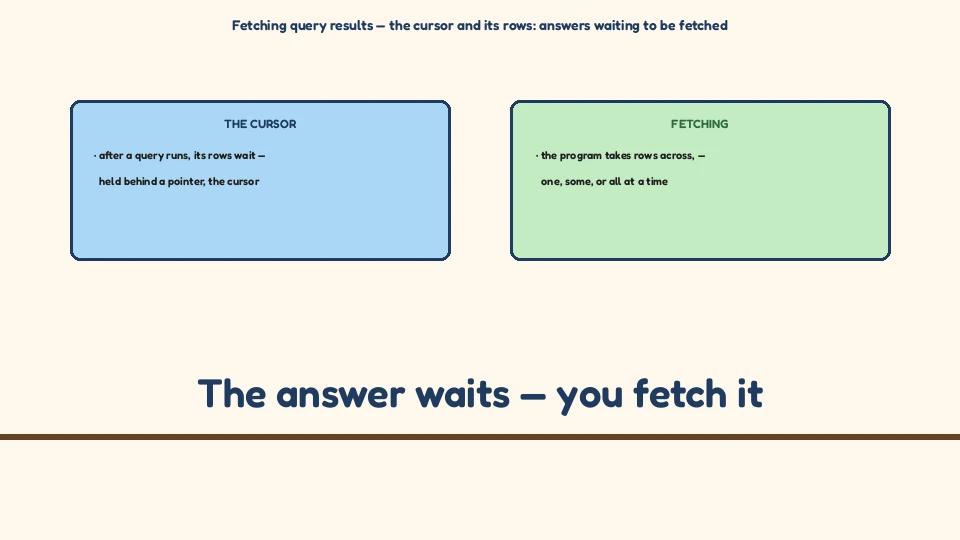 Fetching query results — the cursor and its rows: answers waiting to be fetched
THE CURSOR
· after a query runs, its rows wait —
held behind a pointer, the cursor
FETCHING
· the program takes rows across, —
one, some, or all at a time
The answer waits — you fetch it